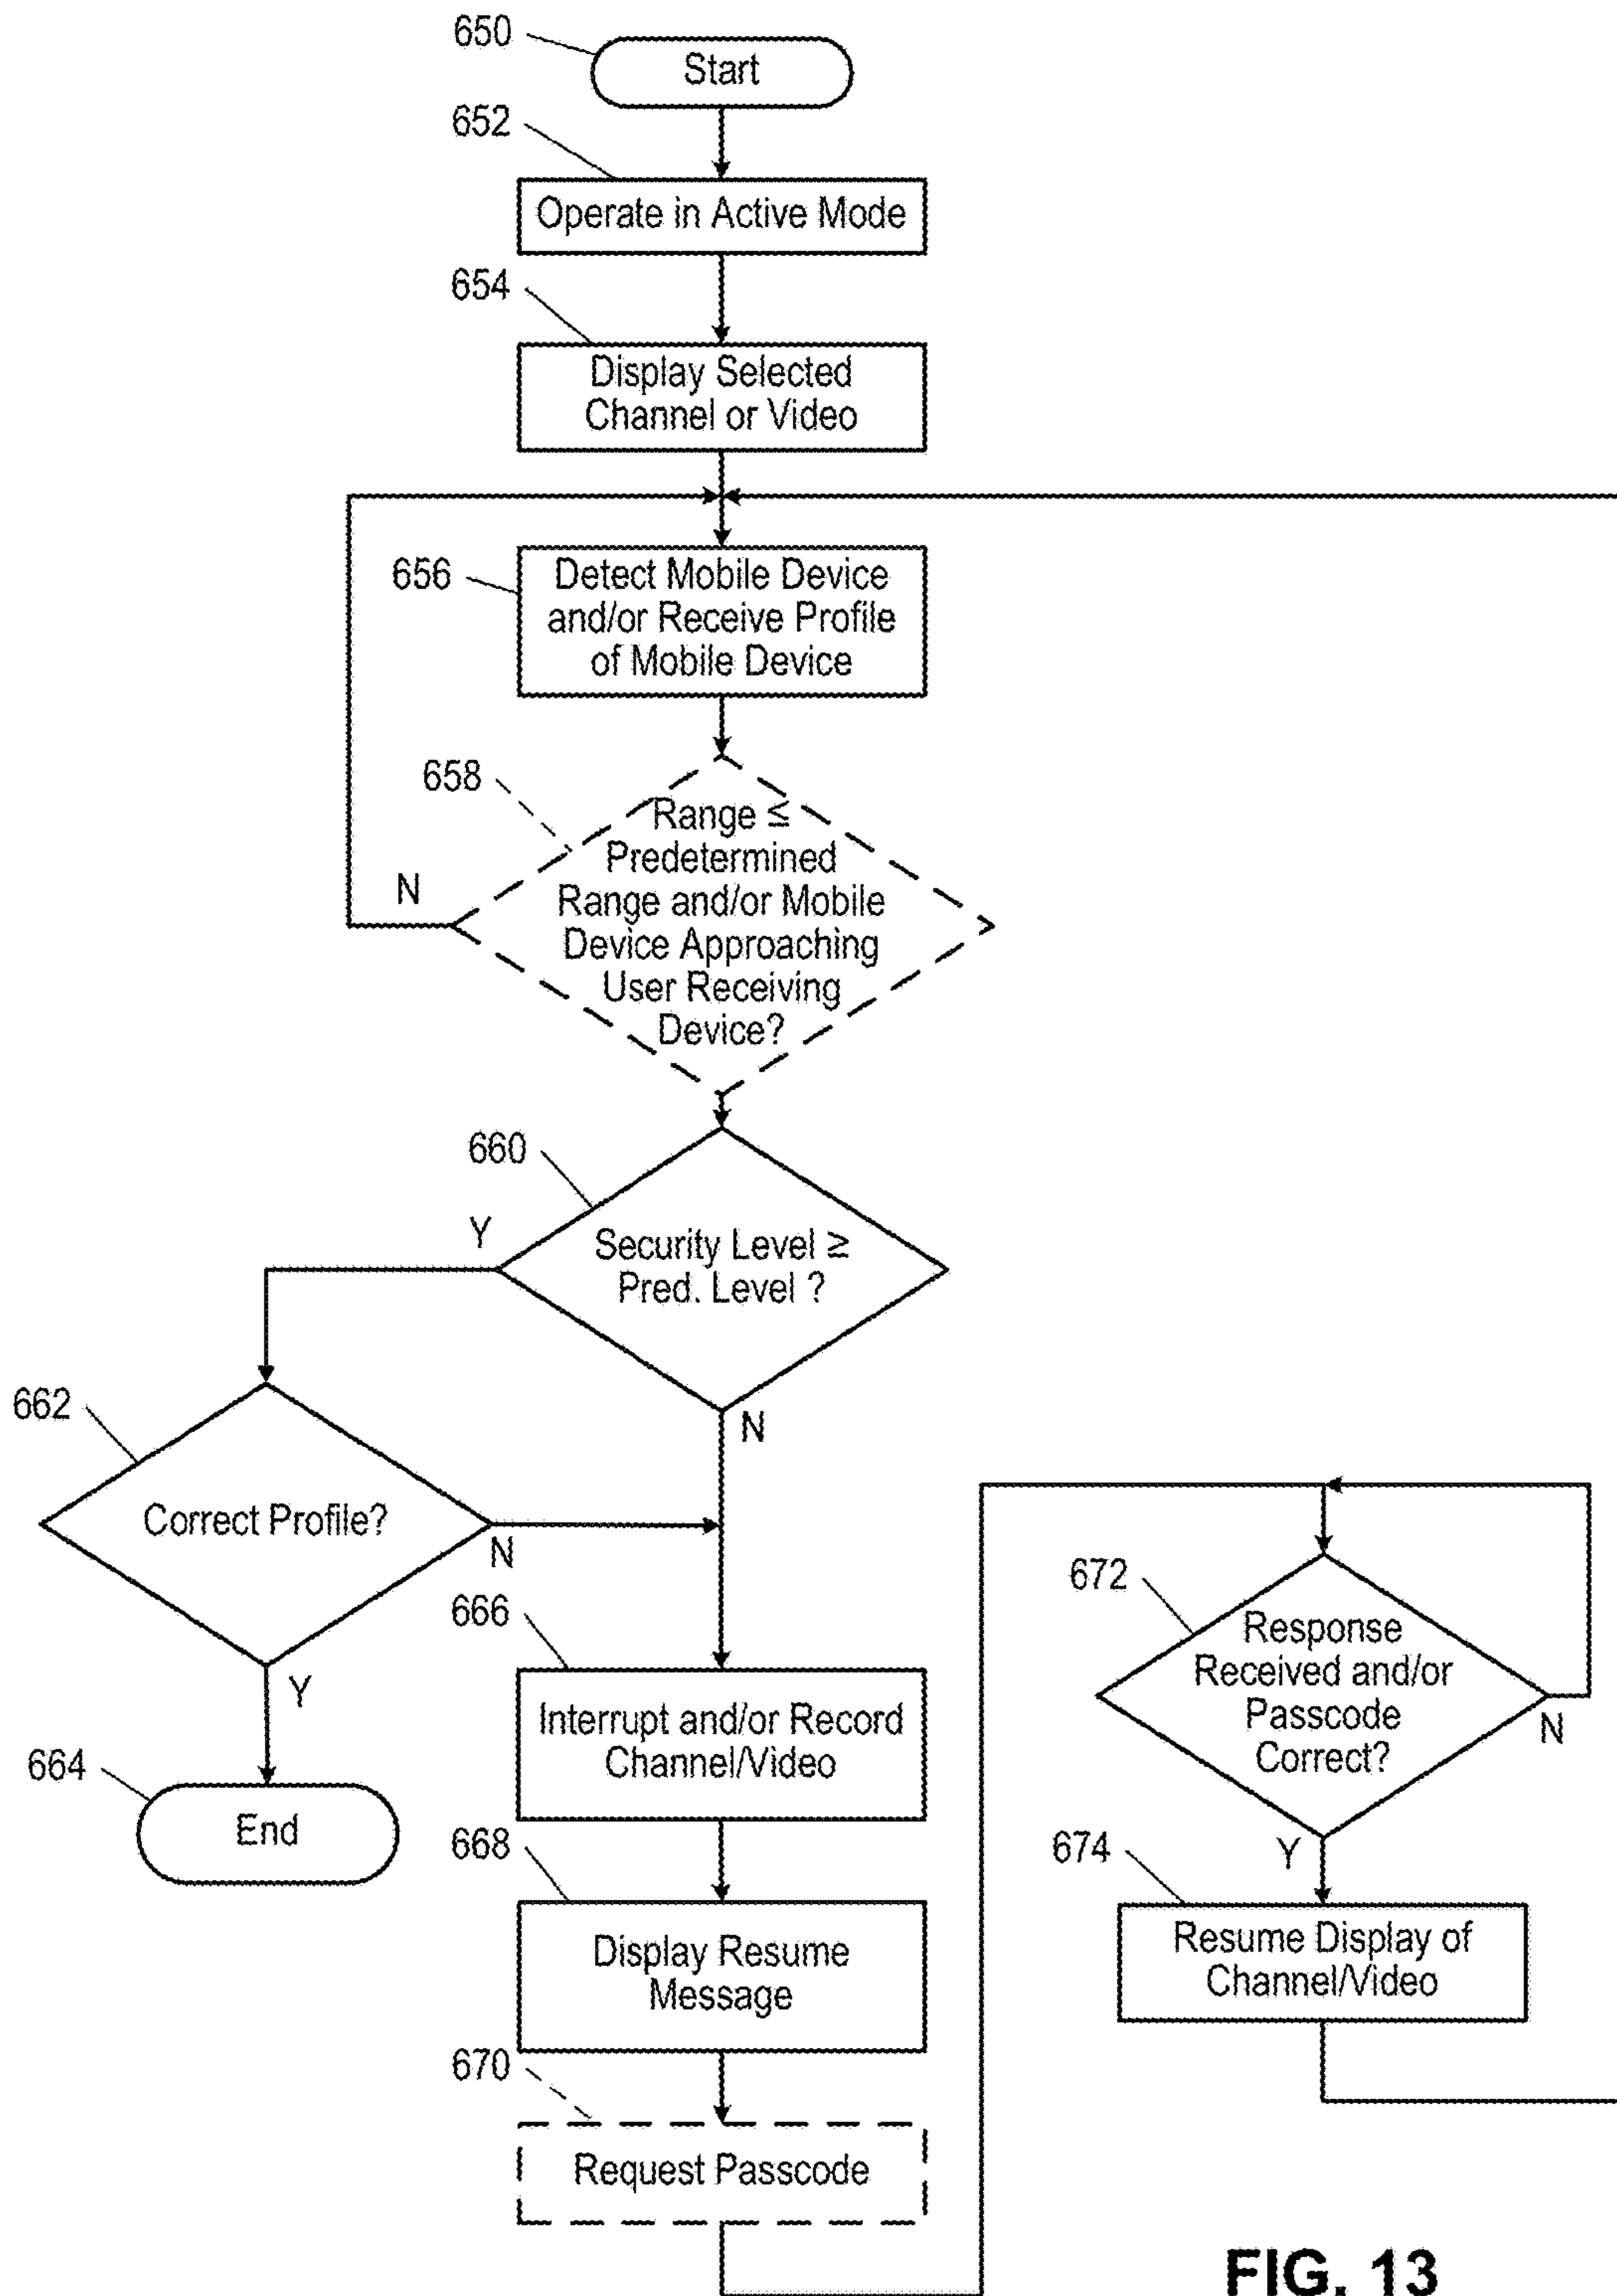 650
Start
652
Operate in Active Mode
654
Display Selected
Channel or Video
656
Detect Mobile Device
and/or Receive Profile
of Mobile Device
658
Range ≤
Predetermined
Range and/or Mobile
Device Approaching
User Receiving
Device?
N
660
Security Level ≥
Pred. Level ?
Y
N
662
Correct Profile?
N
Y
664
End
666
Interrupt and/or Record
Channel/Video
668
Display Resume
Message
670
Request Passcode
672
Response
Received and/or
Passcode
Correct?
N
Y
674
Resume Display of
Channel/Video
FIG. 13